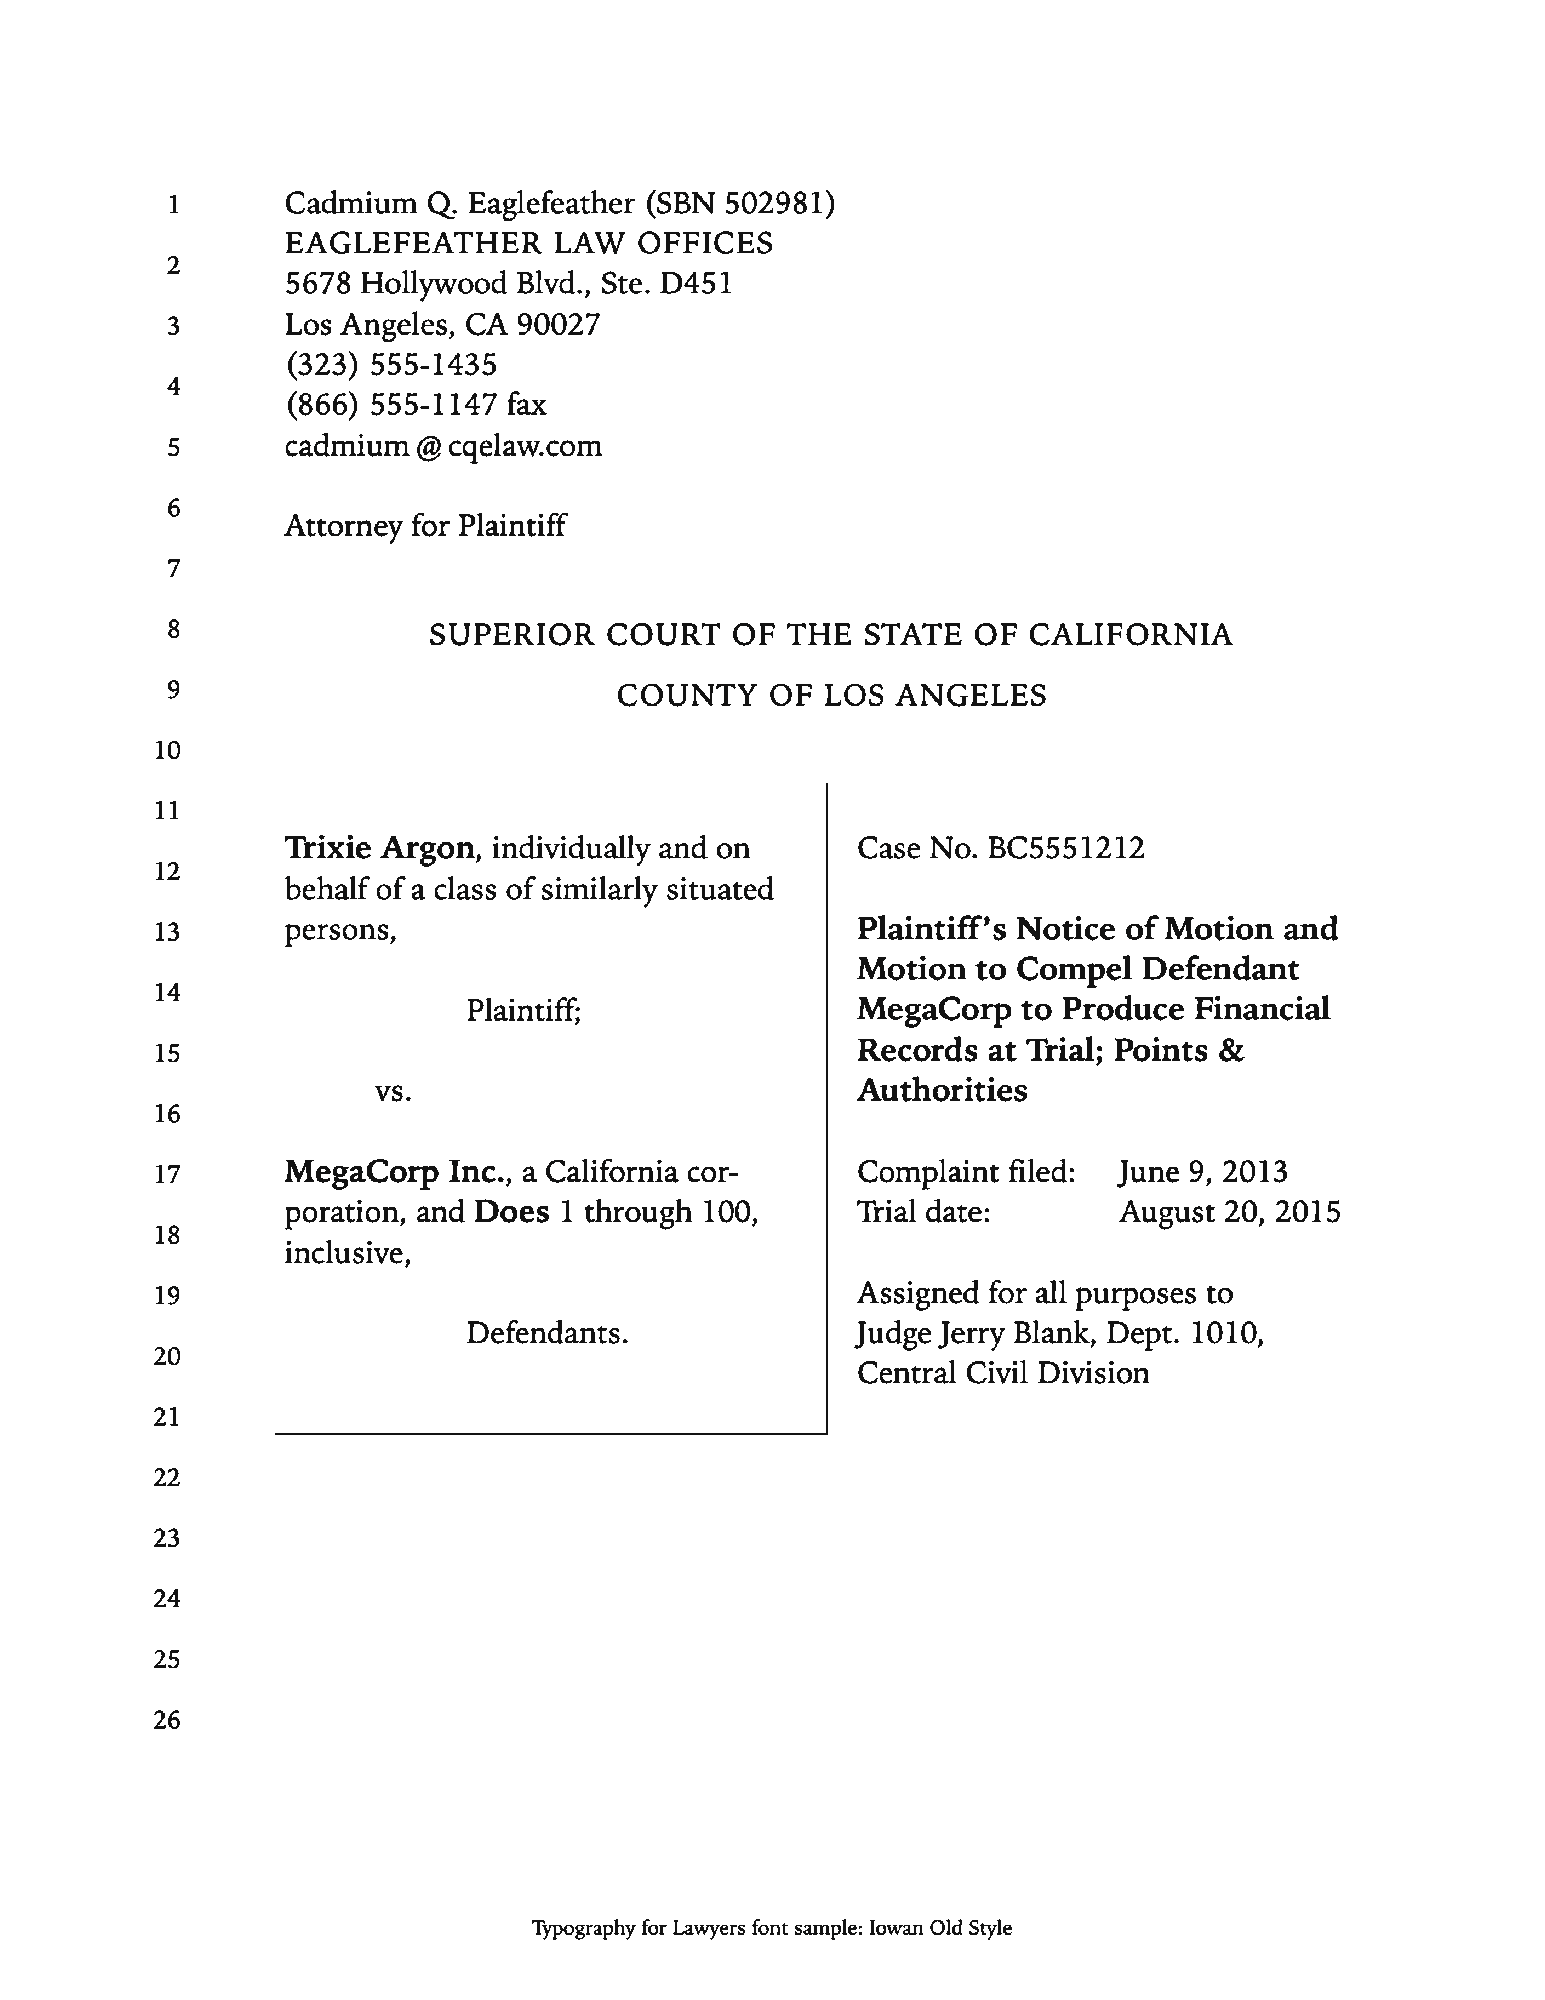 1
2
3
4
5
6
7
8
9
10
11
12
13
14
15
16
17
18
19
20
21
22
23
24
25
26
Cadmium Q. Eaglefeather (SBN 502981)
EAGLEFEATHER LAW OFFICES
5678 Hollywood Blvd., Ste. D451
Los Angeles, CA 90027
(323) 555-1435
(866) 555-1147 fax
cadmium @ cqelaw.com
Attorney for Plaintiff
SUPERIOR COURT OF THE STATE OF CALIFORNIA
COUNTY OF LOS ANGELES
Trixie Argon, individually and on
behalf of a class of similarly situated
persons,
Plaintiff;
vs.
MegaCorp Inc., a California cor-
poration, and Does 1 through 100,
inclusive,
Defendants.
Case No. BC5551212
Plaintiff’s Notice of Motion and
Motion to Compel Defendant
MegaCorp to Produce Financial
Records at Trial; Points &
Authorities
Complaint filed: June 9, 2013
Trial date: August 20, 2015
Assigned for all purposes to
Judge Jerry Blank, Dept. 1010,
Central Civil Division
Typography for Lawyers font sample: Iowan Old Style